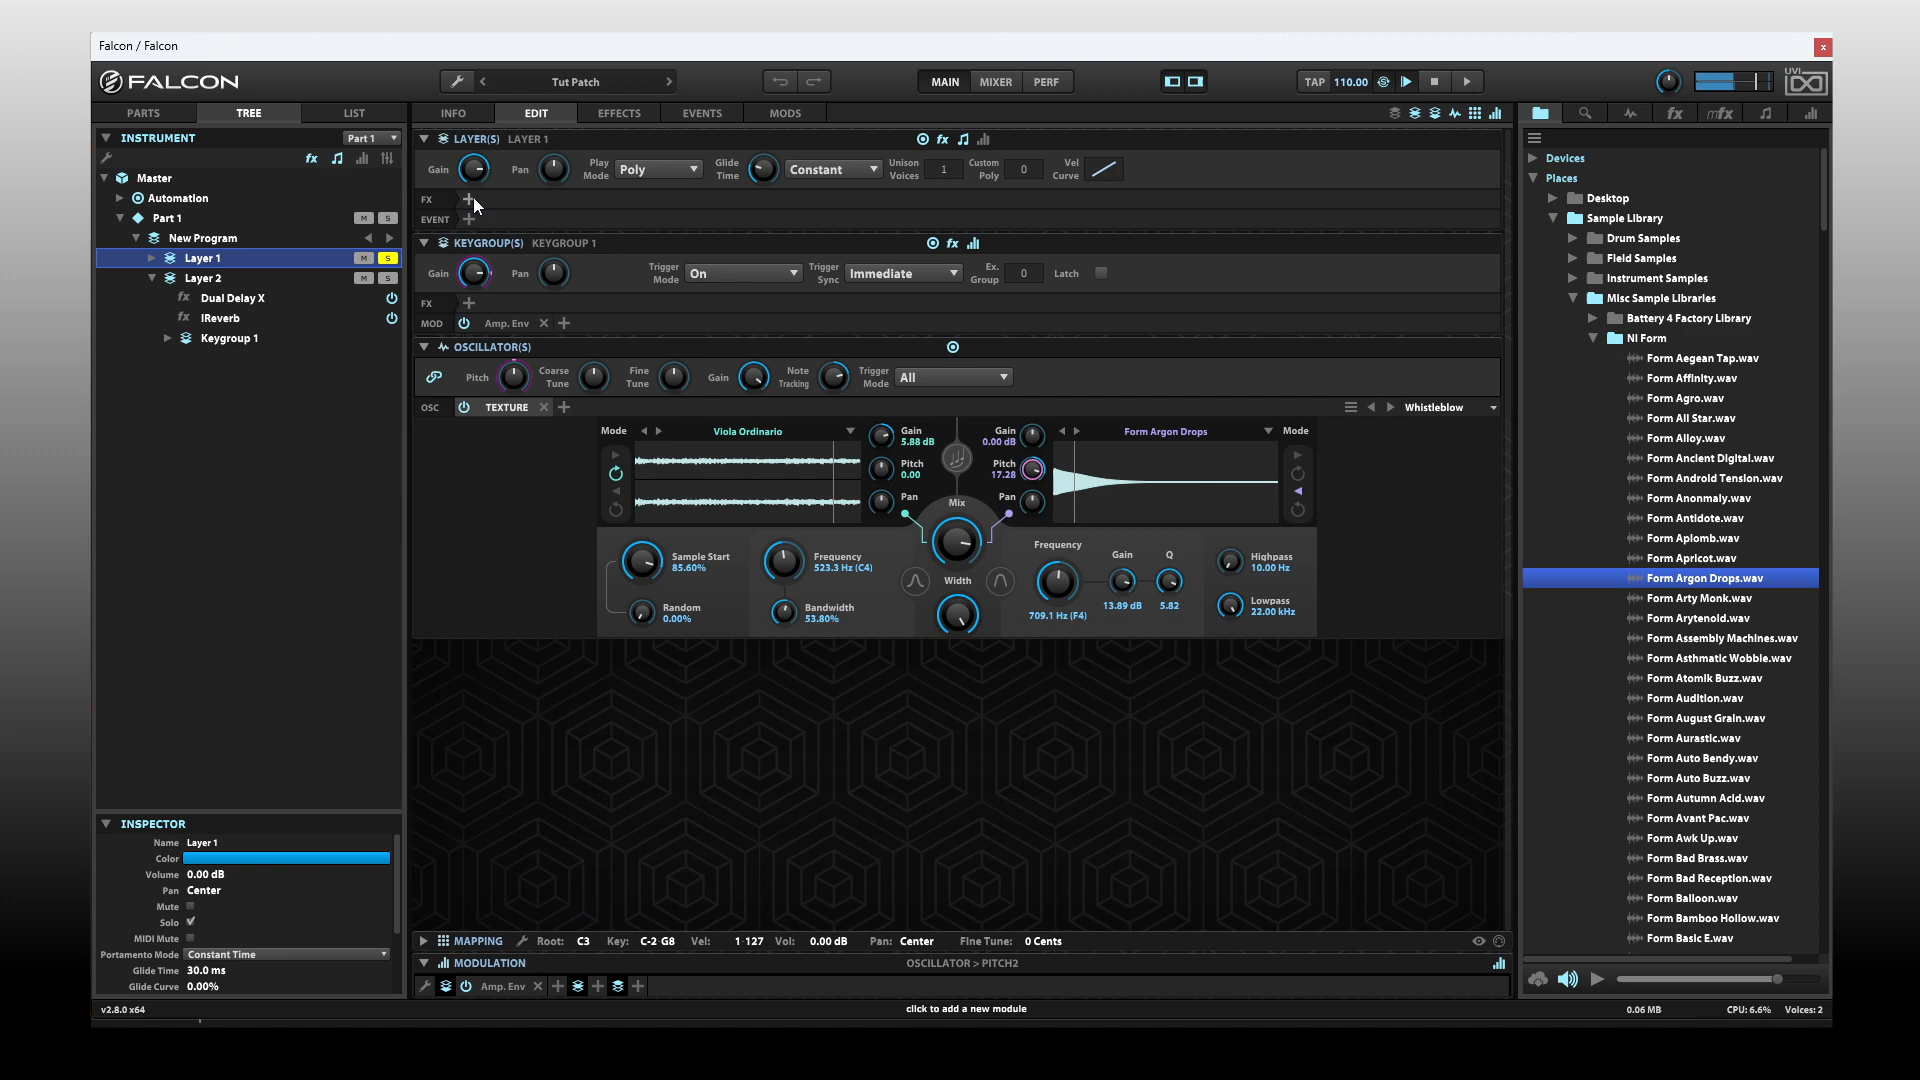 Falcon / Falcon
x
FALCON
Tut Patch
MAIN MIXER PERF
TAP 110.00
UVI
PARTS TREE LIST
INFO EDIT EFFECTS EVENTS MODS
fx mfx
INSTRUMENT Part 1
fx
Master
Automation
Part 1 M S
New Program
Layer 1 M S
Layer 2 M S
fx Dual Delay X
fx IReverb
Keygroup 1
INSPECTOR
Name Layer 1
Color
Volume 0.00 dB
Pan Center
Mute
Solo
MIDI Mute
Portamento Mode Constant Time
Glide Time 30.0 ms
Glide Curve 0.00%
LAYER(S) LAYER 1 fx
Gain Pan Play Mode Poly Glide Time Constant Unison Voices 1 Custom Poly 0 Vel Curve
FX
EVENT
KEYGROUP(S) KEYGROUP 1 fx
Gain Pan Trigger Mode On Trigger Sync Immediate Ex. Group 0 Latch
FX
MOD Amp. Env
OSCILLATOR(S)
Pitch Coarse Tune Fine Tune Gain Note Tracking Trigger Mode All
OSC TEXTURE Whistleblow
Mode Viola Ordinario Gain 5.88 dB Gain 0.00 dB Form Argon Drops Mode
Pitch 0.00 Pitch 17.28
Pan Mix Pan
Sample Start 85.60%
Frequency 523.3 Hz (C4)
Random 0.00%
Bandwidth 53.80%
Width
Frequency 709.1 Hz (F4)
Gain 13.89 dB
Q 5.82
Highpass 10.00 Hz
Lowpass 22.00 kHz
MAPPING Root: C3 Key: C-2 G8 Vel: 1 127 Vol: 0.00 dB Pan: Center Fine Tune: 0 Cents
MODULATION OSCILLATOR > PITCH2
Amp. Env
Devices
Places
Desktop
Sample Library
Drum Samples
Field Samples
Instrument Samples
Misc Sample Libraries
Battery 4 Factory Library
NI Form
Form Aegean Tap.wav
Form Affinity.wav
Form Agro.wav
Form All Star.wav
Form Alloy.wav
Form Ancient Digital.wav
Form Android Tension.wav
Form Anonmaly.wav
Form Antidote.wav
Form Aplomb.wav
Form Apricot.wav
Form Argon Drops.wav
Form Arty Monk.wav
Form Arytenoid.wav
Form Assembly Machines.wav
Form Asthmatic Wobble.wav
Form Atomik Buzz.wav
Form Audition.wav
Form August Grain.wav
Form Aurastic.wav
Form Auto Bendy.wav
Form Auto Buzz.wav
Form Autumn Acid.wav
Form Avant Pac.wav
Form Awk Up.wav
Form Bad Brass.wav
Form Bad Reception.wav
Form Balloon.wav
Form Bamboo Hollow.wav
Form Basic E.wav
v2.8.0 x64 click to add a new module 0.06 MB CPU: 6.6% Voices: 2